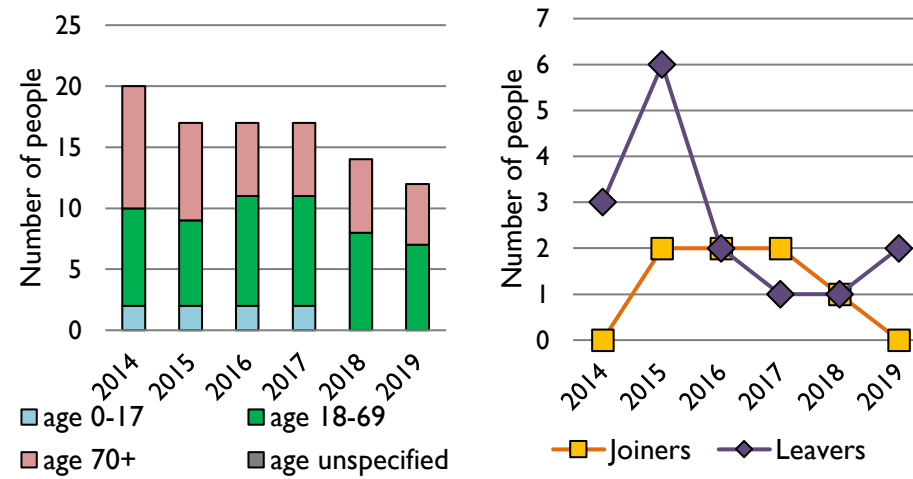 Number of people
25
20
15
10
5
0
2014 2015 2016 2017 2018 2019
age 0-17 age 18-69
age 70+ age unspecified
Number of people
7
6
5
4
3
2
1
0
2014 2015 2016 2017 2018 2019
Joiners Leavers